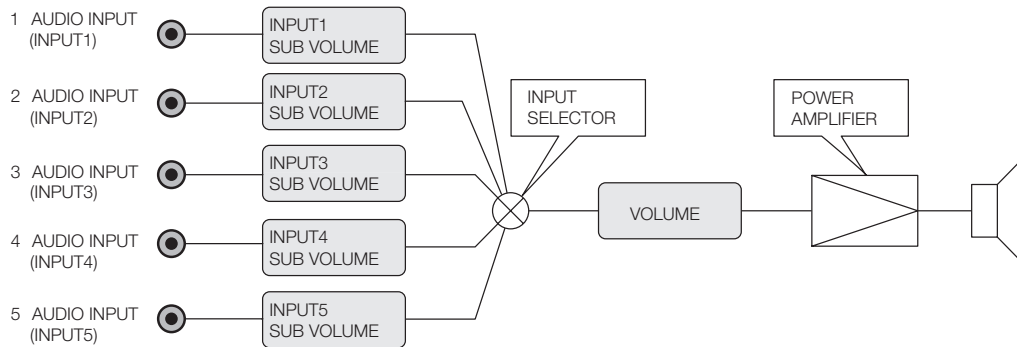 1 AUDIO INPUT
(INPUT1)
INPUT1
SUB VOLUME
2 AUDIO INPUT
(INPUT2)
INPUT2
SUB VOLUME
3 AUDIO INPUT
(INPUT3)
INPUT3
SUB VOLUME
4 AUDIO INPUT
(INPUT4)
INPUT4
SUB VOLUME
5 AUDIO INPUT
(INPUT5)
INPUT5
SUB VOLUME
INPUT
SELECTOR
VOLUME
POWER
AMPLIFIER